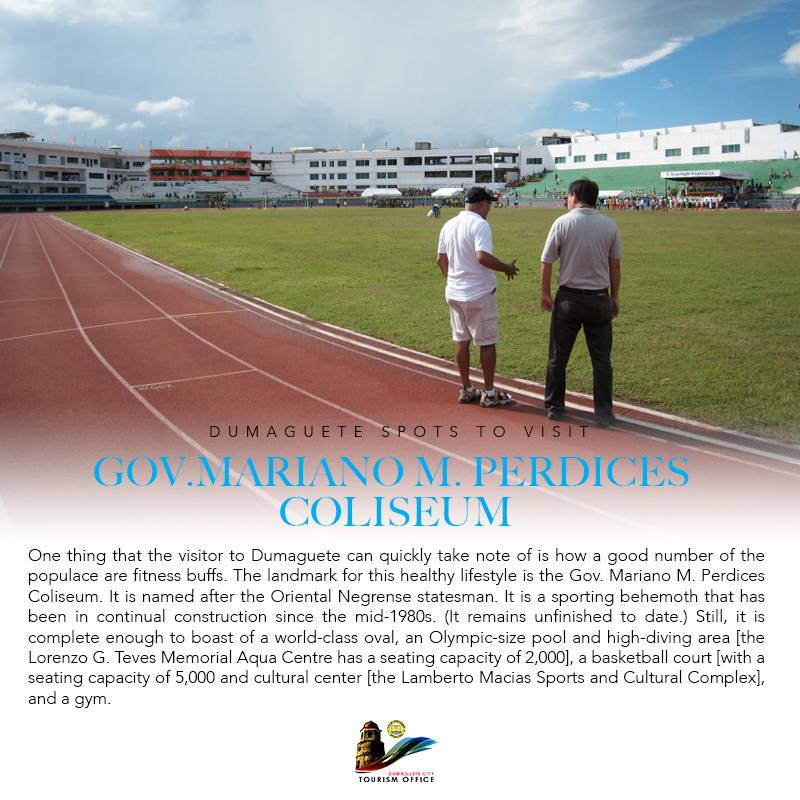 DUMAGUETE SPOTS TO VISIT
GOV.MARIANO M. PERDICES
COLISEUM
One thing that the visitor to Dumaguete can quickly take note of is how a good number of the
populace are fitness buffs. The landmark for this healthy lifestyle is the Gov. Mariano M. Perdices
Coliseum. It is named after the Oriental Negrense statesman. It is a sporting behemoth that has
been in continual construction since the mid-1980s. (It remains unfinished to date.) Still, it is
complete enough to boast of a world-class oval, an Olympic-size pool and high-diving area [the
Lorenzo G. Teves Memorial Aqua Centre has a seating capacity of 2,000], a basketball court [with a
seating capacity of 5,000 and cultural center [the Lamberto Macias Sports and Cultural Complex],
and a gym.
DUMAGUETE CITY
TOURISM OFFICE